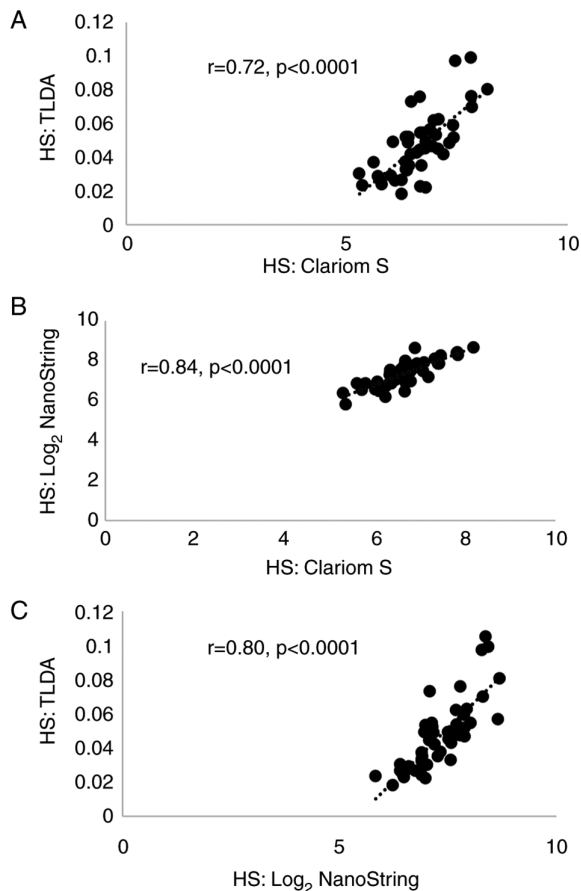 A
0.12
0.1
0.08
0.06
0.04
0.02
0
HS: TLDA
r=0.72, p<0.0001
0 5 10
HS: Clariom S
B
10
8
6
4
2
0
HS: Log₂ NanoString
r=0.84, p<0.0001
0 2 4 6 8 10
HS: Clariom S
C
0.12
0.1
0.08
0.06
0.04
0.02
0
HS: TLDA
r=0.80, p<0.0001
0 5 10
HS: Log₂ NanoString